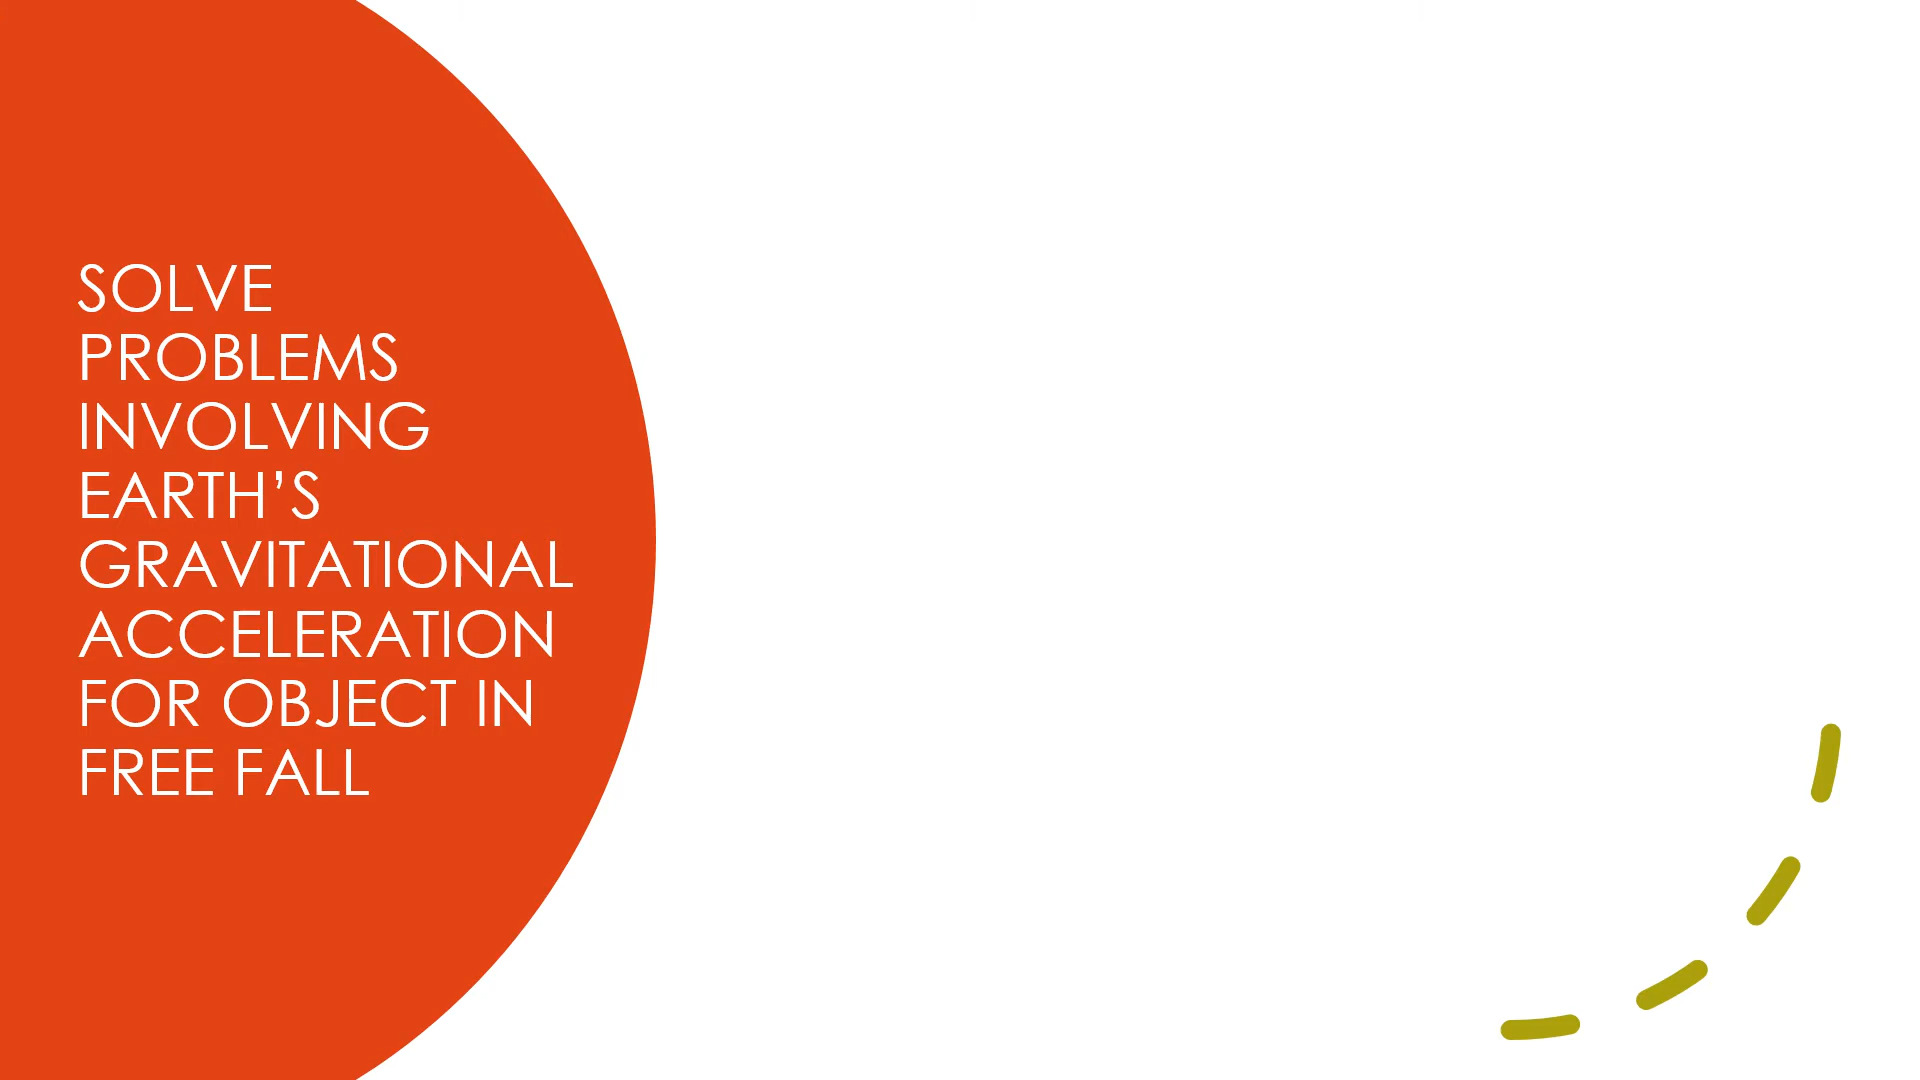 SOLVE
PROBLEMS
INVOLVING
EARTH’S
GRAVITATIONAL
ACCELERATION
FOR OBJECT IN
FREE FALL